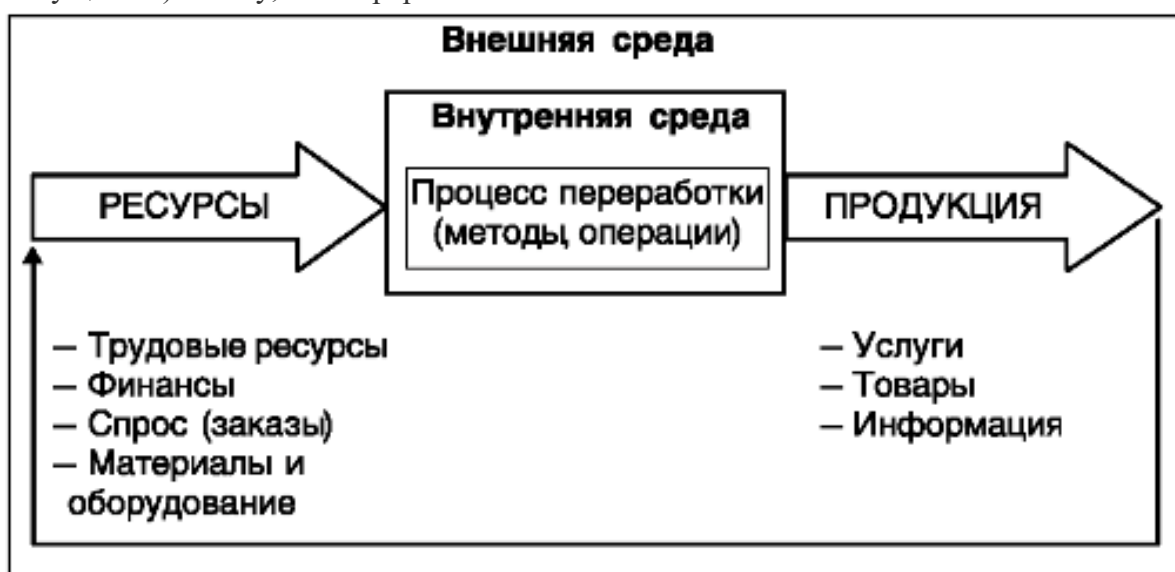 Внешняя среда
Внутренняя среда
РЕСУРСЫ
Процесс переработки
(методы, операции)
ПРОДУКЦИЯ
– Трудовые ресурсы
– Финансы
– Спрос (заказы)
– Материалы и
оборудование
– Услуги
– Товары
– Информация